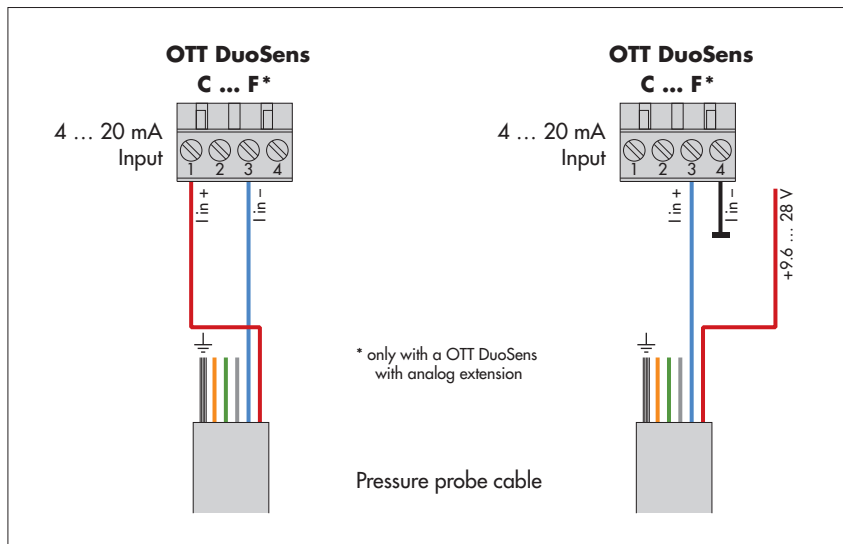 OTT DuoSens
C ... F*
4 ... 20 mA
Input
1 2 3 4
I in +
I in –
* only with a OTT DuoSens
with analog extension
Pressure probe cable
OTT DuoSens
C ... F*
4 ... 20 mA
Input
1 2 3 4
I in +
I in –
+9.6 ... 28 V